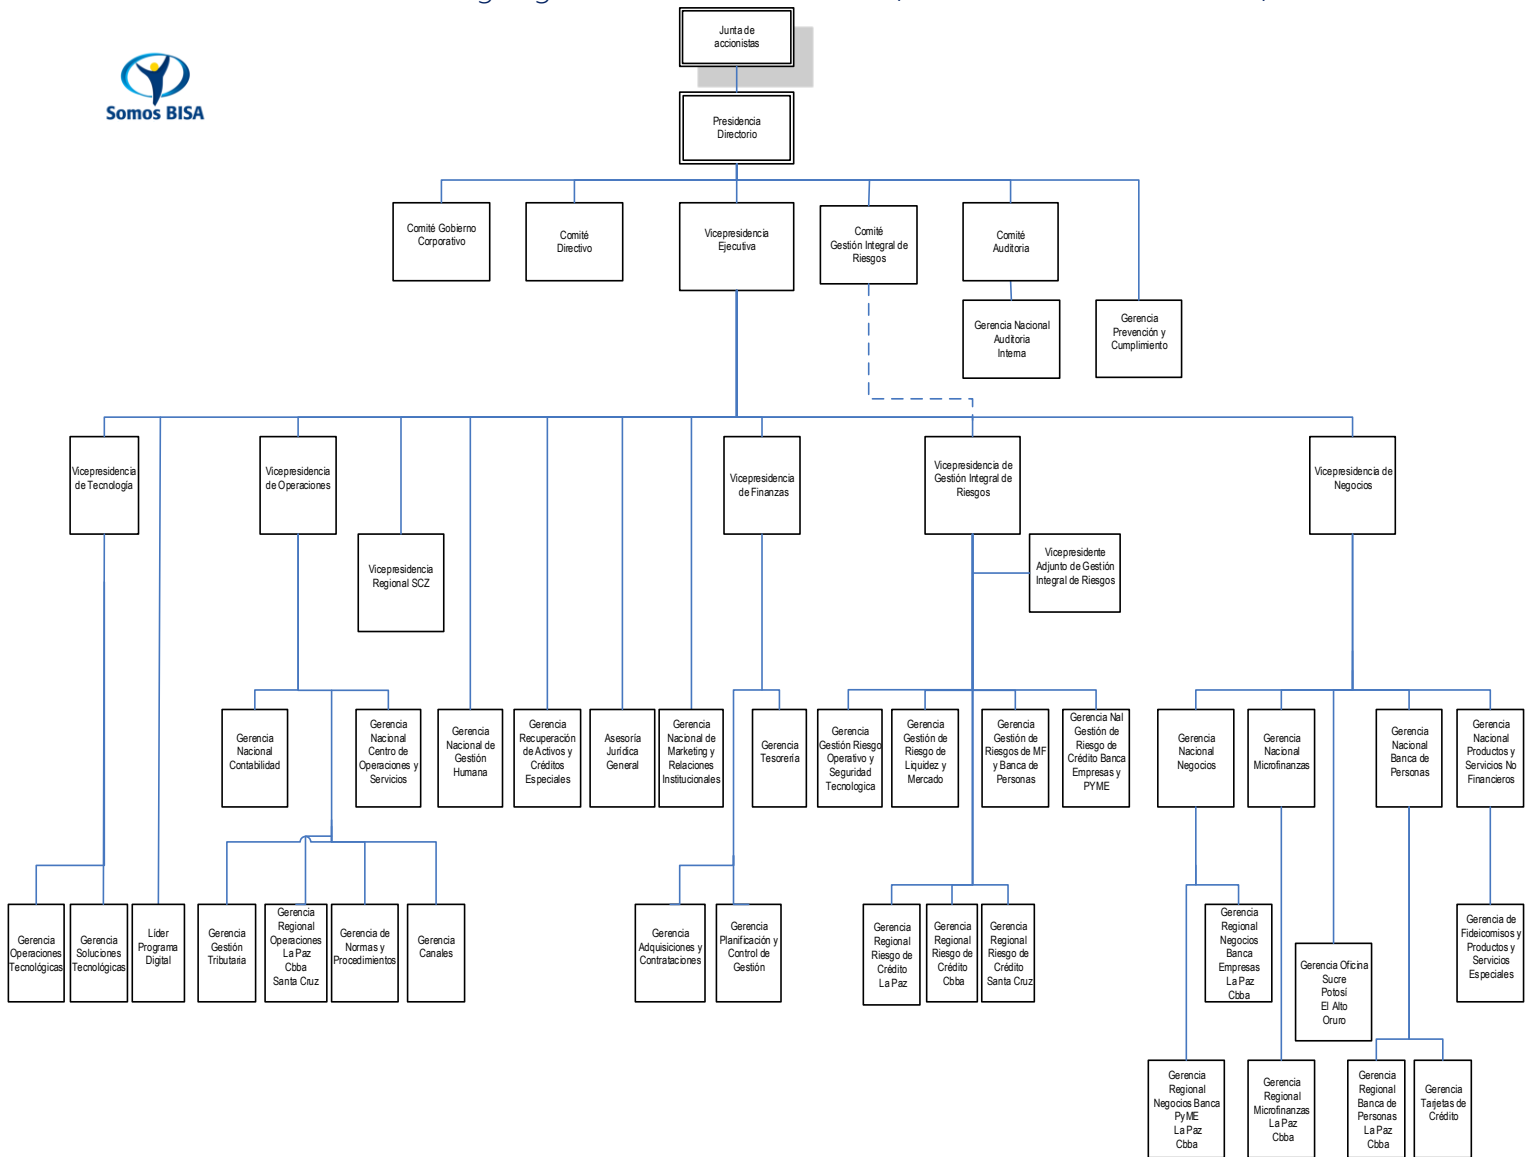 Junta de
accionistas
Somos BISA
Presidencia
Directorio
Comité Gobierno
Corporativo
Comité
Directivo
Vicepresidencia
Ejecutiva
Comité
Gestión Integral de
Riesgos
Comité
Auditoria
Gerencia Nacional
Auditoria
Interna
Gerencia
Prevención y
Cumplimiento
Vicepresidencia
de Tecnología
Vicepresidencia
de Operaciones
Vicepresidencia
Regional SCZ
Vicepresidencia
de Finanzas
Vicepresidencia de
Gestión Integral de
Riesgos
Vicepresidente
Adjunto de Gestión
Integral de Riesgos
Vicepresidencia de
Negocios
Gerencia
Nacional
Contabilidad
Gerencia
Nacional
Centro de
Operaciones y
Servicios
Gerencia
Nacional de
Gestión
Humana
Gerencia
Recuperación
de Activos y
Créditos
Especiales
Asesoría
Jurídica
General
Gerencia
Nacional de
Marketing y
Relaciones
Institucionales
Gerencia
Tesorería
Gerencia
Gestión Riesgo
Operativo y
Seguridad
Tecnologica
Gerencia
Gestión de
Riesgo de
Liquidez y
Mercado
Gerencia
Gestión de
Riesgos de MF
y Banca de
Personas
Gerencia Nal
Gestión de
Riesgo de
Crédito Banca
Empresas y
PYME
Gerencia
Nacional
Negocios
Gerencia
Nacional
Microfinanzas
Gerencia
Nacional
Banca de
Personas
Gerencia
Nacional
Productos y
Servicios No
Financieros
Gerencia
Operaciones
Tecnológicas
Gerencia
Soluciones
Tecnológicas
Líder
Programa
Digital
Gerencia
Gestión
Tributaria
Gerencia
Regional
Operaciones
La Paz
Cbba
Santa Cruz
Gerencia de
Normas y
Procedimientos
Gerencia
Canales
Gerencia
Adquisiciones y
Contrataciones
Gerencia
Planificación y
Control de
Gestión
Gerencia
Regional
Riesgo de
Crédito
La Paz
Gerencia
Regional
Riesgo de
Crédito
Cbba
Gerencia
Regional
Riesgo de
Crédito
Santa Cruz
Gerencia
Regional
Negocios
Banca
Empresas
La Paz
Cbba
Gerencia Oficina
Sucre
Potosí
El Alto
Oruro
Gerencia de
Fideicomisos y
Productos y
Servicios
Especiales
Gerencia
Regional
Negocios Banca
PyME
La Paz
Cbba
Gerencia
Regional
Microfinanzas
La Paz
Cbba
Gerencia
Regional
Banca de
Personas
La Paz
Cbba
Gerencia
Tarjetas de
Crédito